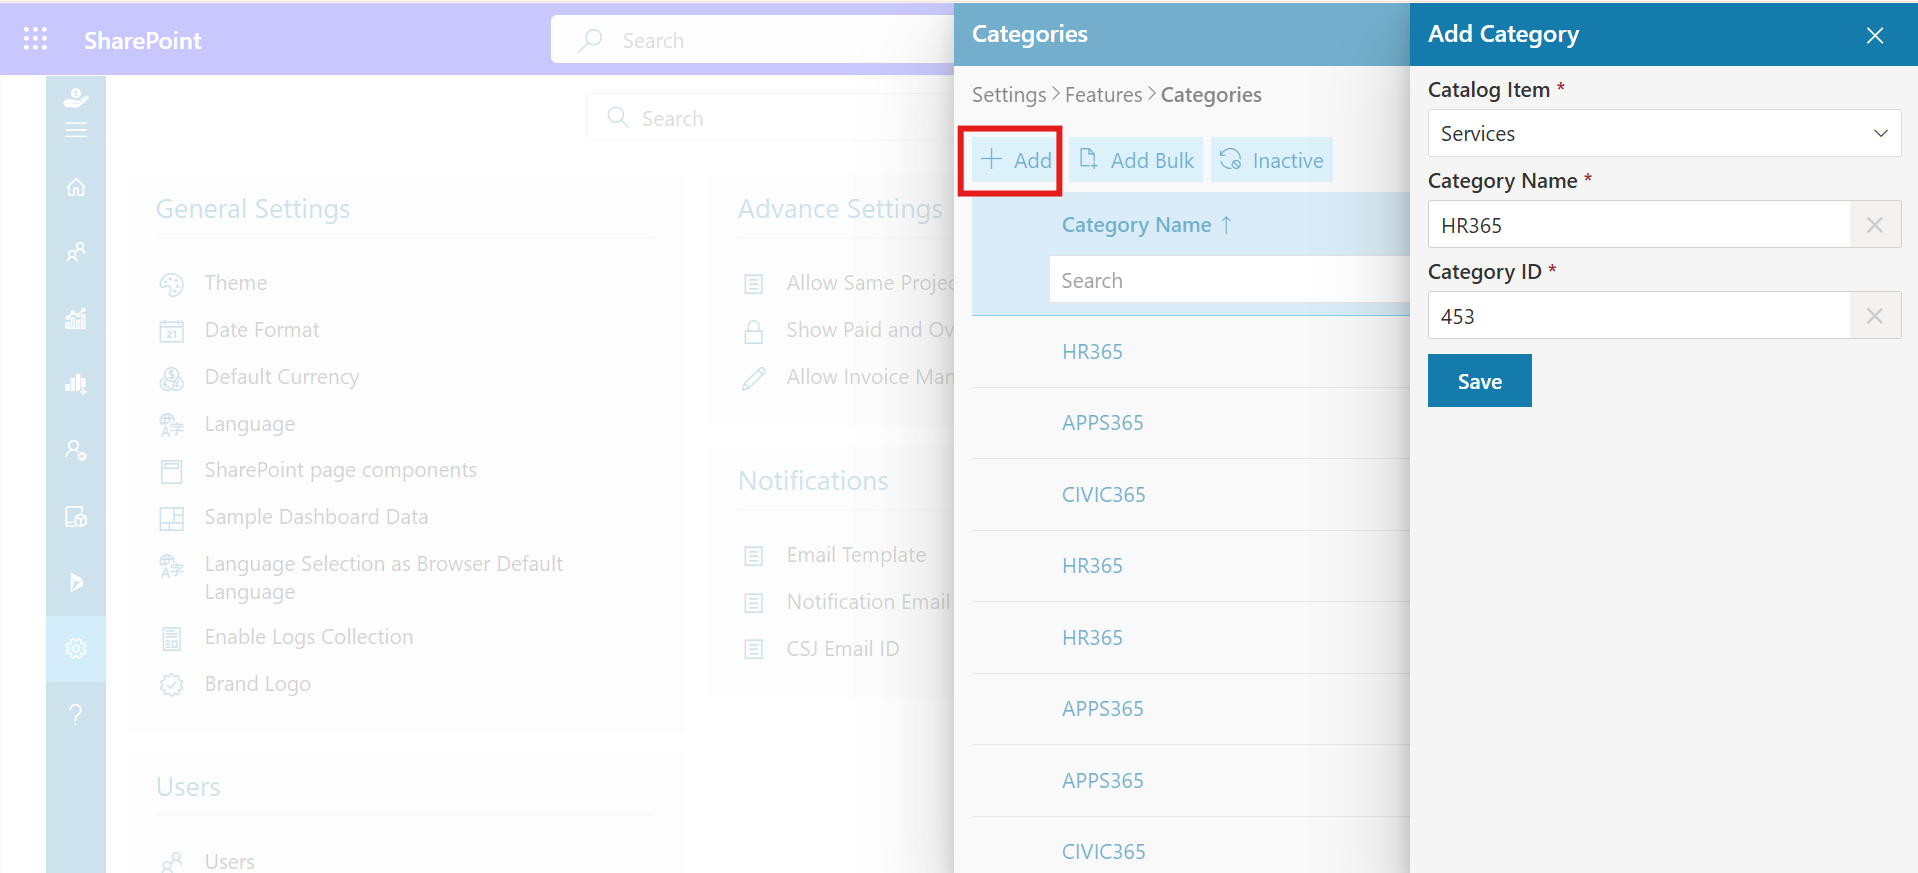 SharePoint
Search
Search
General Settings
Theme
21
Date Format
Default Currency
Language
SharePoint page components
Sample Dashboard Data
Language Selection as Browser Default
Language
Enable Logs Collection
Brand Logo
Users
Users
Advance Settings
Allow Same Projec
Show Paid and Ov
Allow Invoice Man
Notifications
Email Template
Notification Email
CSJ Email ID
Categories
Settings > Features > Categories
+ Add
Add Bulk
Inactive
Category Name ↑
Search
HR365
APPS365
CIVIC365
HR365
HR365
APPS365
APPS365
CIVIC365
Add Category
Catalog Item *
Services
Category Name *
HR365
Category ID *
453
Save